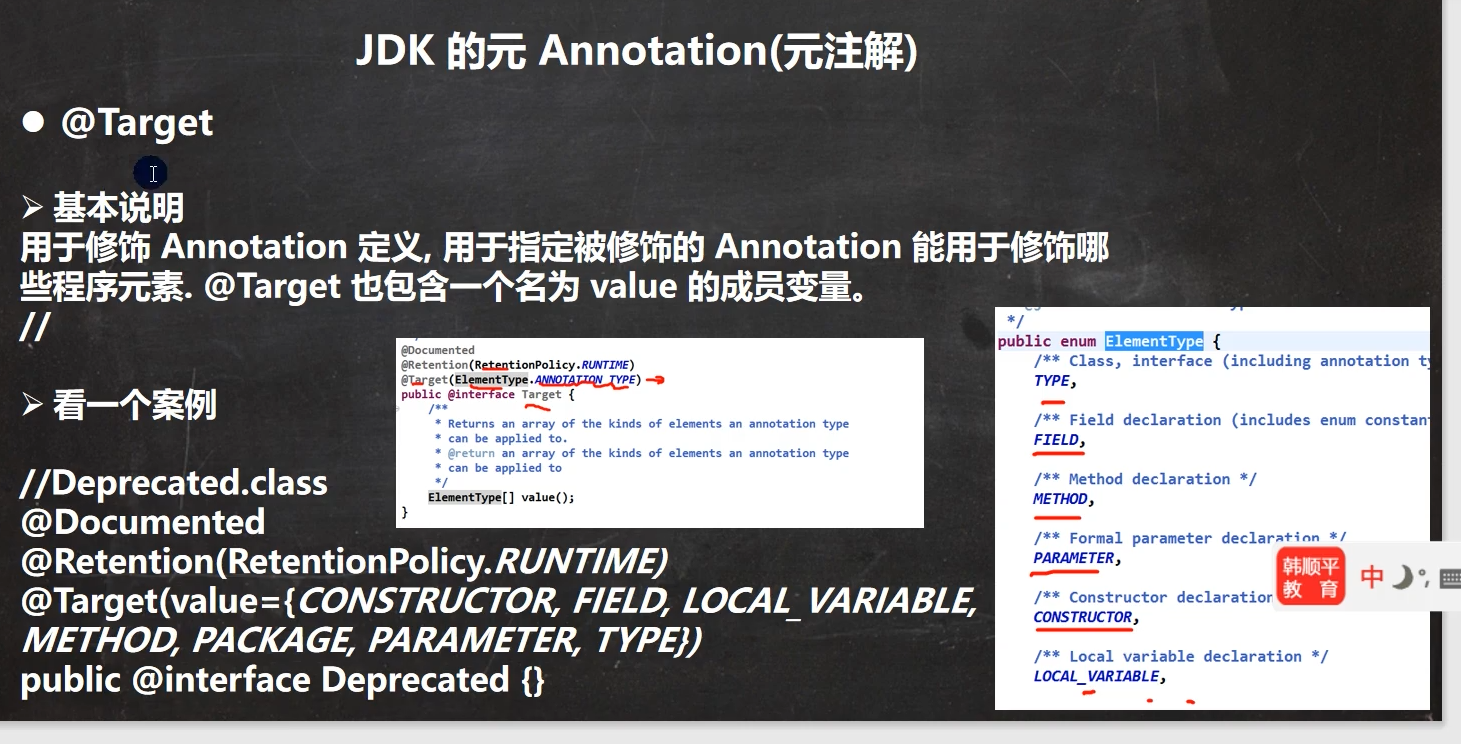 JDK 的元 Annotation(元注解)
● @Target
➢ 基本说明
用于修饰 Annotation 定义, 用于指定被修饰的 Annotation 能用于修饰哪
些程序元素. @Target 也包含一个名为 value 的成员变量。
//
➢ 看一个案例
//Deprecated.class
@Documented
@Retention(RetentionPolicy.RUNTIME)
@Target(value={CONSTRUCTOR, FIELD, LOCAL_VARIABLE,
METHOD, PACKAGE, PARAMETER, TYPE})
public @interface Deprecated {}
@Documented
@Retention(RetentionPolicy.RUNTIME)
@Target(ElementType.ANNOTATION_TYPE)
public @interface Target {
/**
* Returns an array of the kinds of elements an annotation type
* can be applied to.
* @return an array of the kinds of elements an annotation type
* can be applied to
*/
ElementType[] value();
}
*/
public enum ElementType {
/** Class, interface (including annotation ty
TYPE,
/** Field declaration (includes enum constan
FIELD,
/** Method declaration */
METHOD,
/** Formal parameter declaration */
PARAMETER,
/** Constructor declaration
CONSTRUCTOR,
/** Local variable declaration */
LOCAL_VARIABLE,
韩顺平
教 育
中